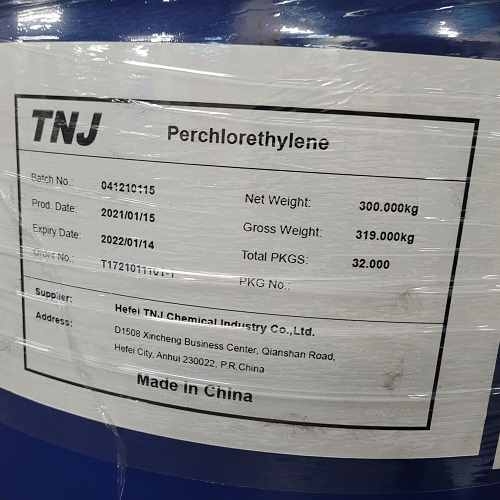 TNJ Perchlorethylene
Batch No.: 041210115 Net Weight: 300.000kg
Prod. Date: 2021/01/15 Gross Weight: 319.000kg
Expiry Date: 2022/01/14 Total PKGS: 32.000
No.: PKG No.:
Supplier: Hefei TNJ Chemical Industry Co.,Ltd.
Address: D1508 Xincheng Business Center, Qianshan Road,
Hefei City, Anhui 230022, P.R.China
Made in China